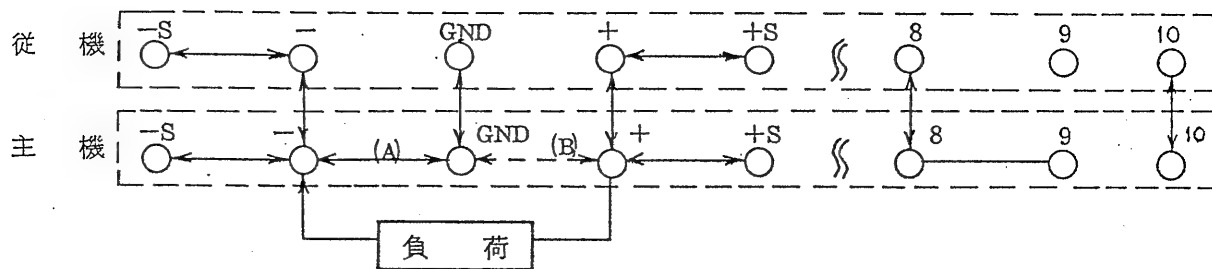 従 機 -S - GND + +S 8 9 10
主 機 -S - (A) GND (B) + +S 8 9 10
負 荷